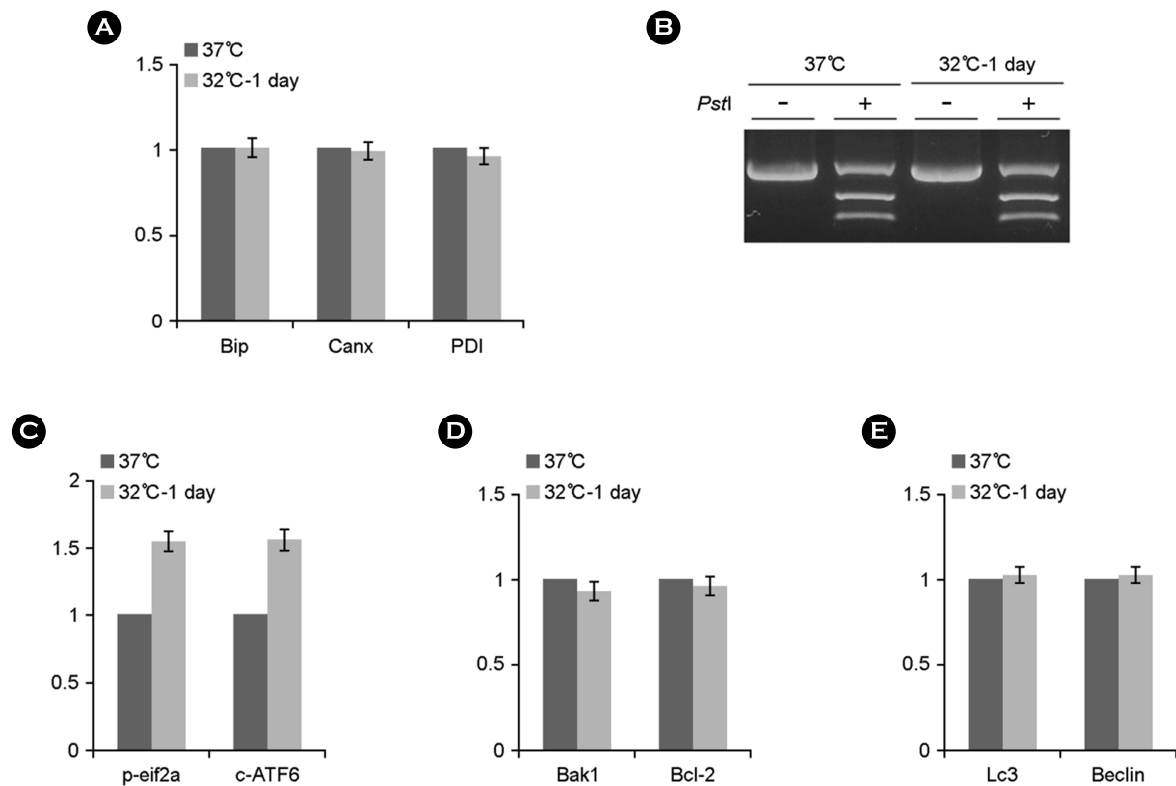 A
37℃
32℃-1 day
1.5
1
0.5
0
Bip Canx PDI
B
37℃ 32℃-1 day
PstI - + - +
C
37℃
32℃-1 day
2
1.5
1
0.5
0
p-eif2a c-ATF6
D
37℃
32℃-1 day
1.5
1
0.5
0
Bak1 Bcl-2
E
37℃
32℃-1 day
1.5
1
0.5
0
Lc3 Beclin